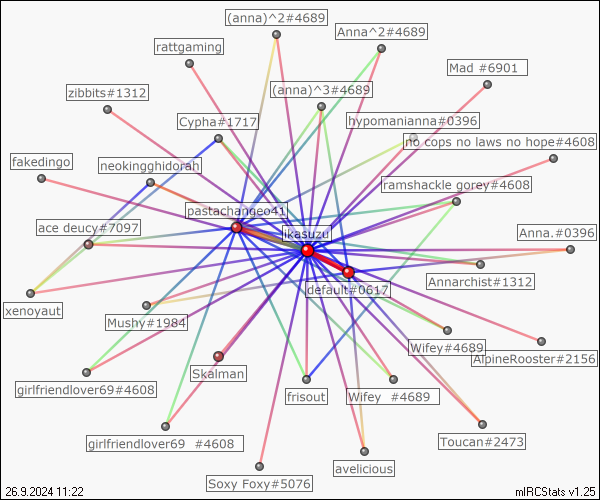 (anna)^2#4689
Anna^2#4689
rattgaming
Mad #6901
zibbits#1312
(anna)^3#4689
Cypha#1717
hypomanianna#0396
no cops no laws no hope#4608
fakedingo
neokingghidorah
ramshackle gorey#4608
pastachangeo41
ace deucy#7097
ikasuzu
Anna.#0396
Annarchist#1312
default#0617
xenoyaut
Mushy#1984
Wifey#4689
AlpineRooster#2156
Skalman
girlfriendlover69#4608
frisout
Wifey #4689
girlfriendlover69 #4608
Toucan#2473
avelicious
Soxy Foxy#5076
26.9.2024 11:22
mIRCStats v1.25